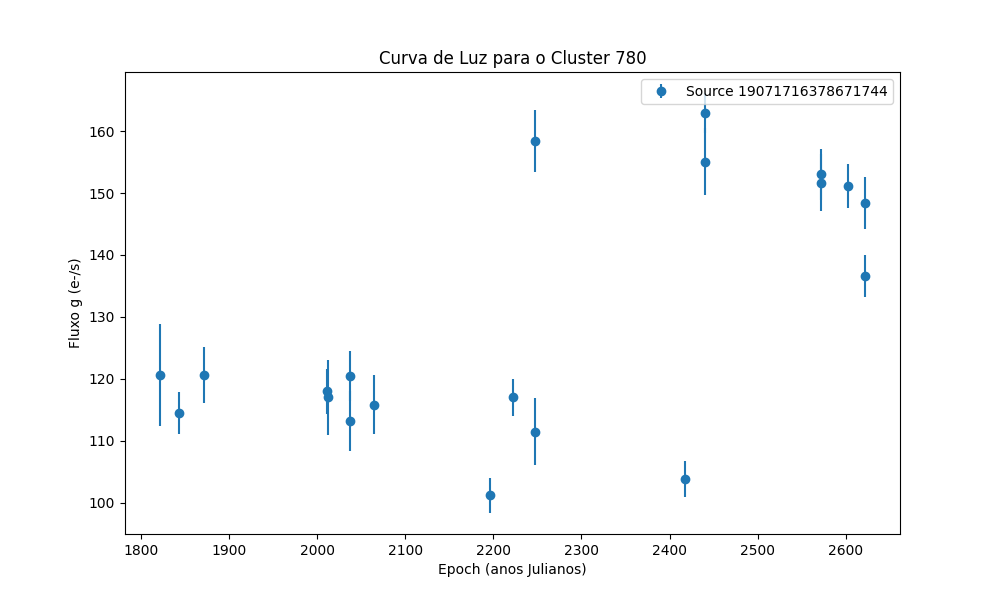 Curva de Luz para o Cluster 780
Source 19071716378671744
Fluxo g (e-/s)
160
150
140
130
120
110
100
1800 1900 2000 2100 2200 2300 2400 2500 2600
Epoch (anos Julianos)